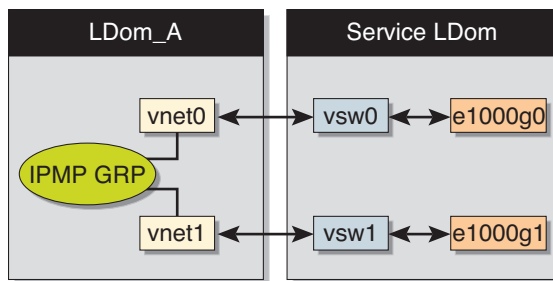 LDom_A
Service LDom
vnet0
vsw0
e1000g0
IPMP GRP
vnet1
vsw1
e1000g1